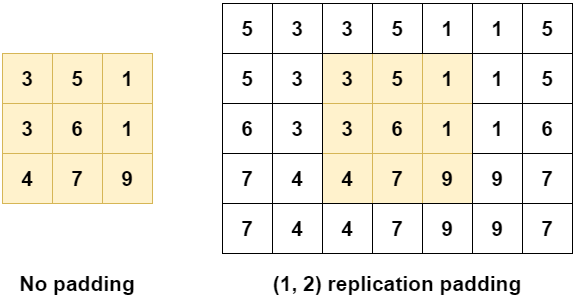 5 3 3 5 1 1 5
3 5 1 5 3 3 5 1 1 5
3 6 1 6 3 3 6 1 1 6
4 7 9 7 4 4 7 9 9 7
7 4 4 7 9 9 7
No padding (1, 2) replication padding